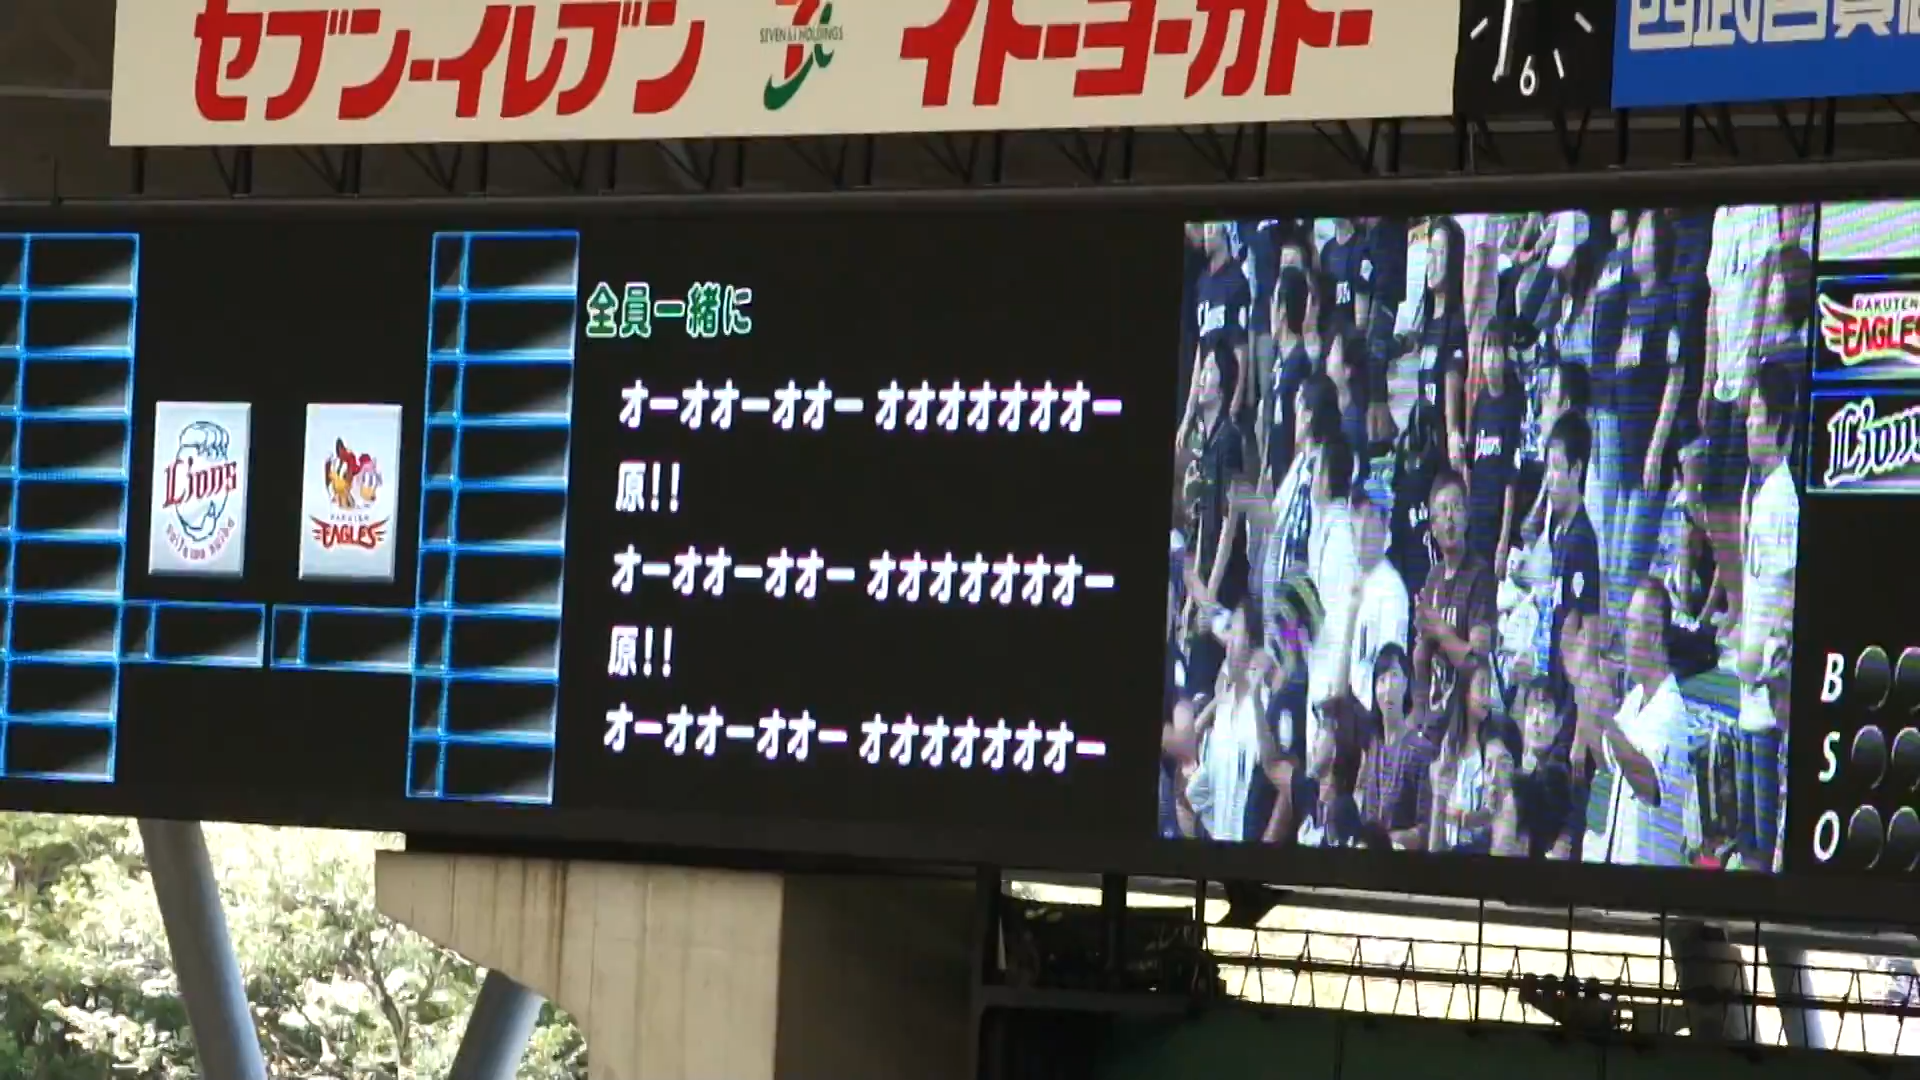 セブン-イレブン
SEVEN & i HOLDINGS
イトーヨーカドー
6
全員一緒に
オーオオーオオー オオオオオオオー
原!!
オーオオーオオー オオオオオオオー
原!!
オーオオーオオー オオオオオオオー
Lions
RAKUTEN
EAGLES
RAKUTEN
EAGLES
Lions
B
S
O